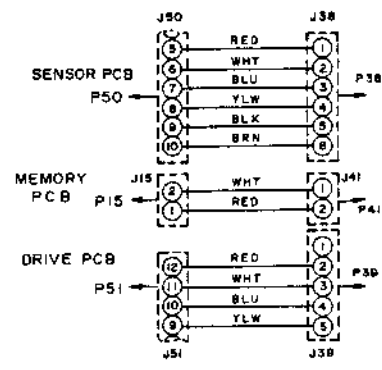 J50 J38
5 RED 1
6 WHT 2
SENSOR PCB 7 BLU 3 P38
P50 8 YLW 4
9 BLK 5
10 BRN 6
MEMORY PCB J15 J41
2 WHT 1
P15 1 RED 2 P41
1
DRIVE PCB 12 RED 2
P51 11 WHT 3 P39
10 BLU 4
9 YLW 5
J51 J39